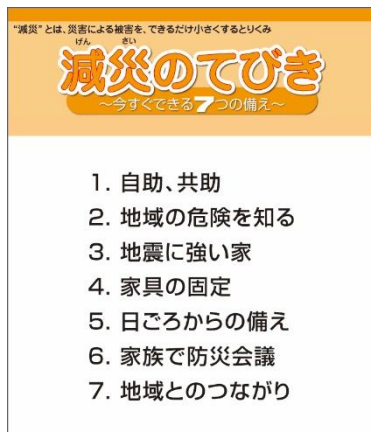 “減災”とは、災害による被害を、できるだけ小さくするとりくみ
げん さい
減災のてびき
～今すぐできる7つの備え～
1. 自助、共助
2. 地域の危険を知る
3. 地震に強い家
4. 家具の固定
5. 日ごろからの備え
6. 家族で防災会議
7. 地域とのつながり